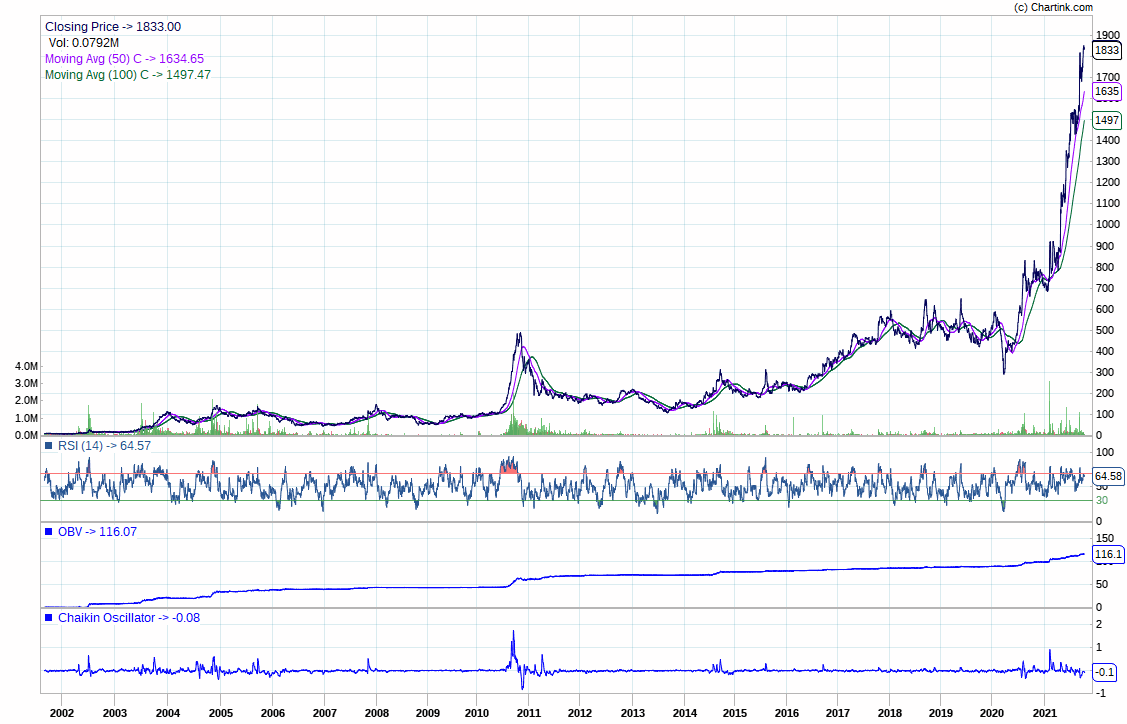 (c) Chartink.com
Closing Price -> 1833.00
Vol: 0.0792M
Moving Avg (50) C -> 1634.65
Moving Avg (100) C -> 1497.47
1900
1833
1700
1635
1497
1400
1300
1200
1100
1000
900
800
700
600
500
400
300
200
100
0
4.0M
3.0M
2.0M
1.0M
0.0M
RSI (14) -> 64.57
100
64.58
30
0
OBV -> 116.07
150
116.1
50
0
Chaikin Oscillator -> -0.08
2
1
-0.1
-1
2002 2003 2004 2005 2006 2007 2008 2009 2010 2011 2012 2013 2014 2015 2016 2017 2018 2019 2020 2021